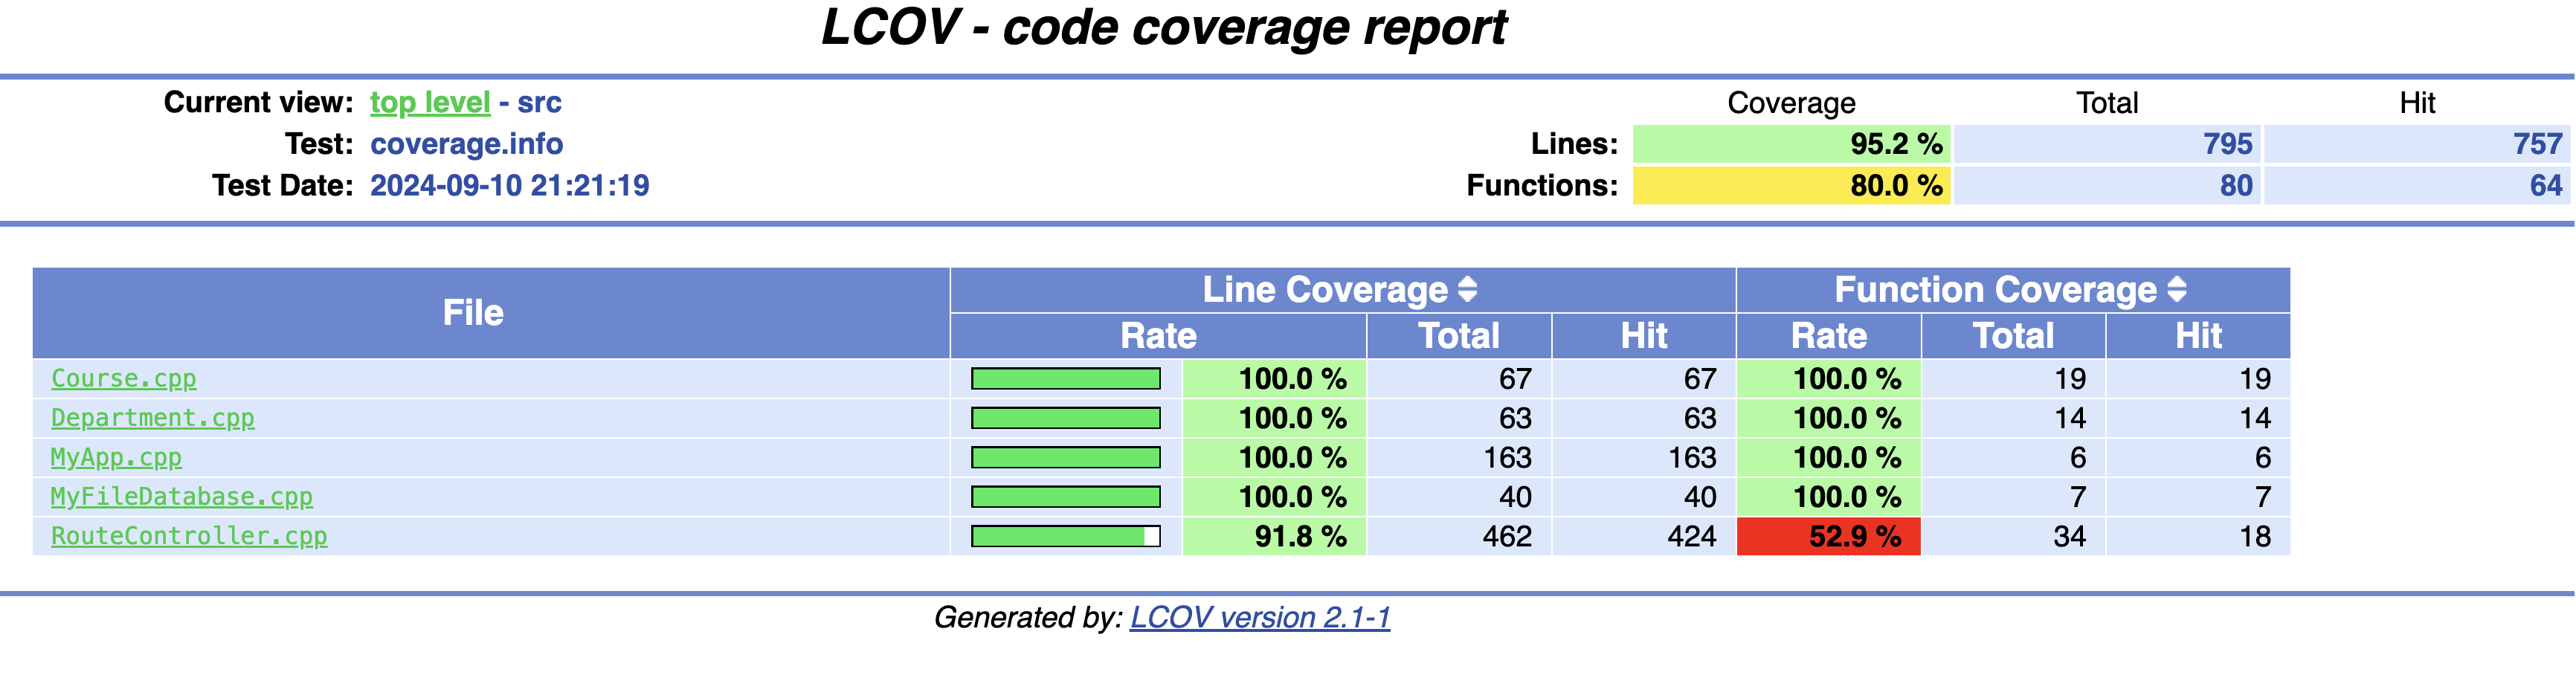 LCOV - code coverage report
Current view: top level - src Coverage Total Hit
Test: coverage.info Lines: 95.2 % 795 757
Test Date: 2024-09-10 21:21:19 Functions: 80.0 % 80 64
File Line Coverage Function Coverage
Rate Total Hit Rate Total Hit
Course.cpp 100.0 % 67 67 100.0 % 19 19
Department.cpp 100.0 % 63 63 100.0 % 14 14
MyApp.cpp 100.0 % 163 163 100.0 % 6 6
MyFileDatabase.cpp 100.0 % 40 40 100.0 % 7 7
RouteController.cpp 91.8 % 462 424 52.9 % 34 18
Generated by: LCOV version 2.1-1